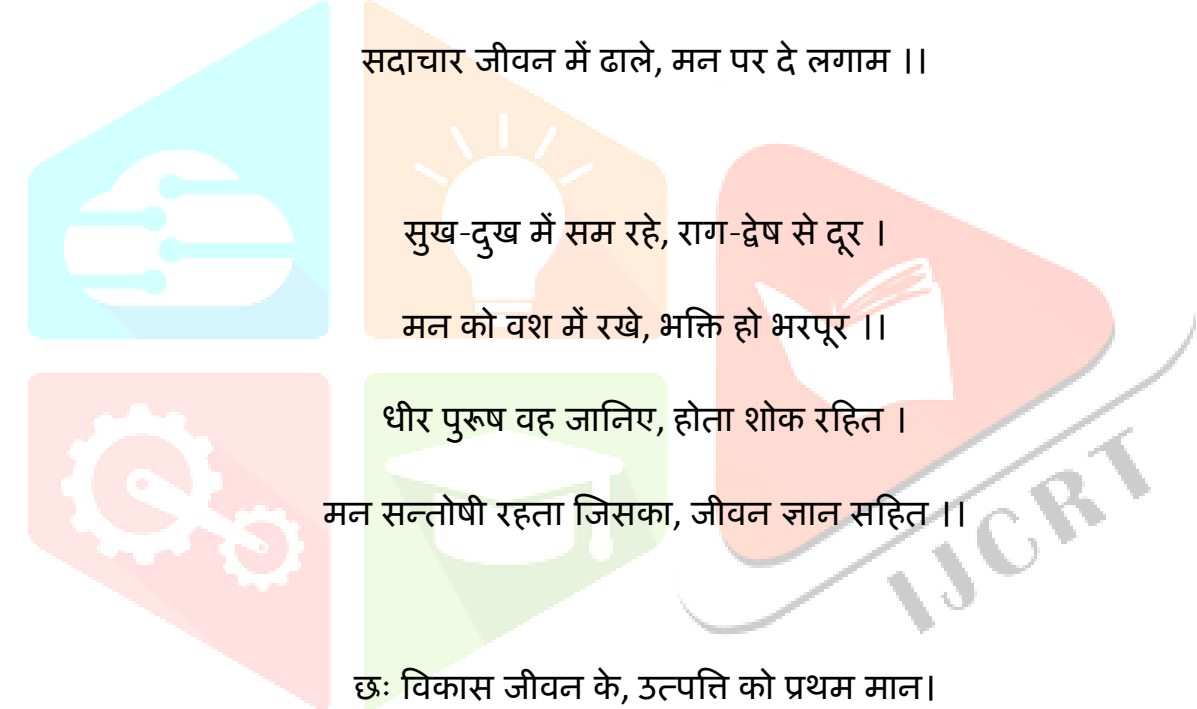 सदाचार जीवन में ढाले, मन पर दे लगाम ।।
सुख-दुख में सम रहे, राग-द्वेष से दूर ।
मन को वश में रखे, भक्ति हो भरपूर ।।
धीर पुरूष वह जानिए, होता शोक रहित ।
मन सन्तोषी रहता जिसका, जीवन ज्ञान सहित ।।
IJCRT
छः विकास जीवन के, उत्पत्ति को प्रथम मान।